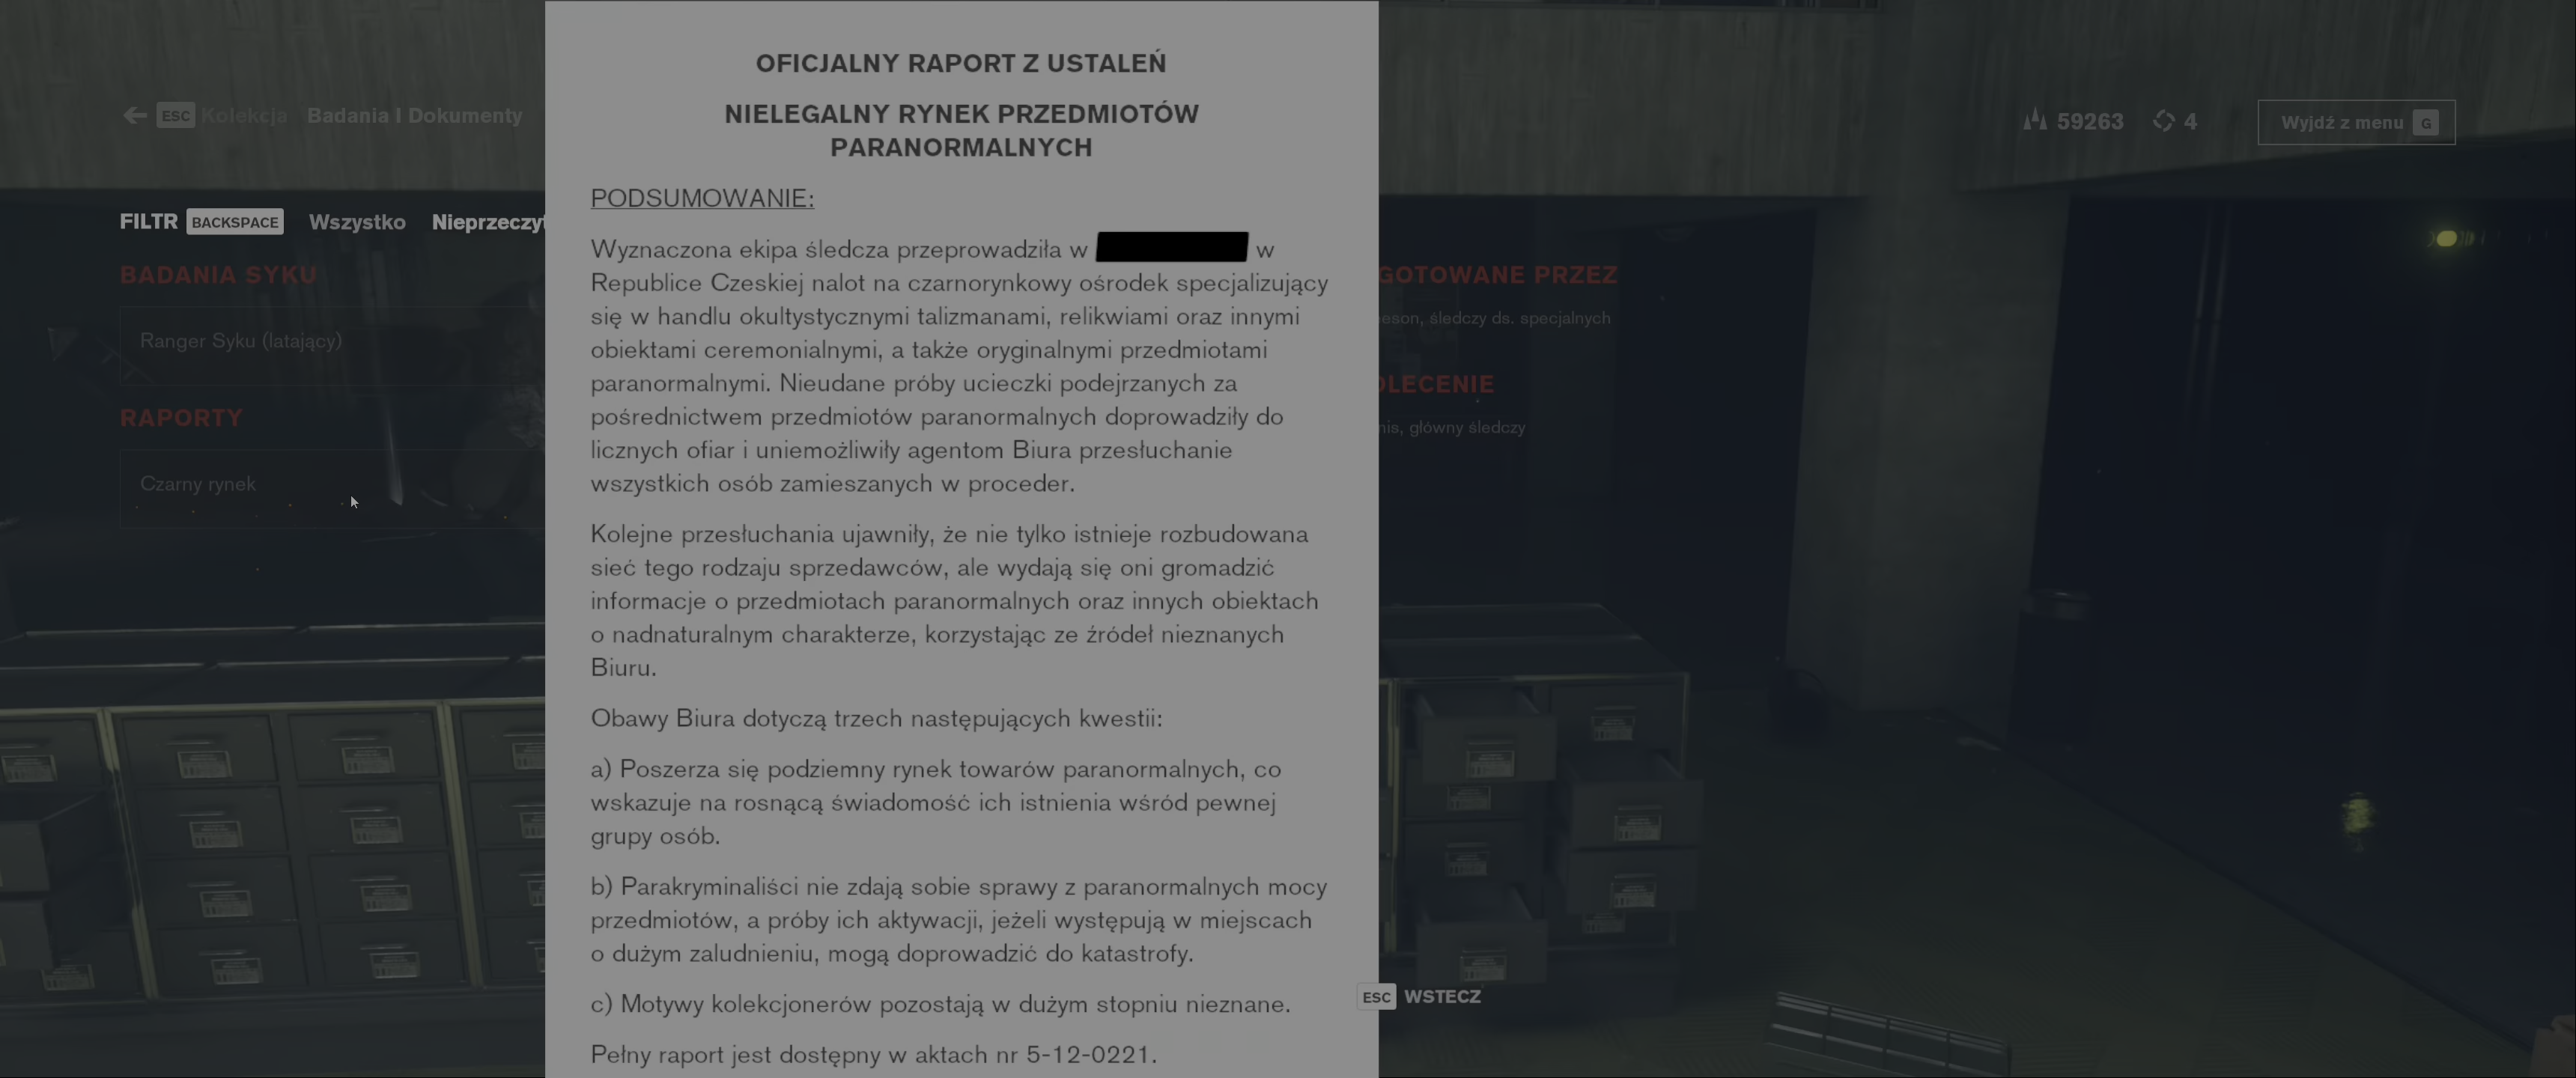 OFICJALNY RAPORT Z USTALEŃ
NIELEGALNY RYNEK PRZEDMIOTÓW
PARANORMALNYCH
ESC Kolekcja Badania I Dokumenty
59263 4 Wyjdź z menu G
PODSUMOWANIE:
FILTR BACKSPACE Wszystko
BADANIA SYKU
Ranger Syku (latający)
RAPORTY
Czarny rynek
Wyznaczona ekipa śledcza przeprowadziła w w
Republice Czeskiej nalot na czarnorynkowy ośrodek specjalizujący
się w handlu okultystycznymi talizmanami, relikwiami oraz innymi
obiektami ceremonialnymi, a także oryginalnymi przedmiotami
paranormalnymi. Nieudane próby ucieczki podejrzanych za
pośrednictwem przedmiotów paranormalnych doprowadziły do
licznych ofiar i uniemożliwiły agentom Biura przesłuchanie
wszystkich osób zamieszanych w proceder.
Kolejne przesłuchania ujawniły, że nie tylko istnieje rozbudowana
sieć tego rodzaju sprzedawców, ale wydają się oni gromadzić
informacje o przedmiotach paranormalnych oraz innych obiektach
o nadnaturalnym charakterze, korzystając ze źródeł nieznanych
Biuru.
Obawy Biura dotyczą trzech następujących kwestii:
a) Poszerza się podziemny rynek towarów paranormalnych, co
wskazuje na rosnącą świadomość ich istnienia wśród pewnej
grupy osób.
b) Parakryminaliści nie zdają sobie sprawy z paranormalnych mocy
przedmiotów, a próby ich aktywacji, jeżeli występują w miejscach
o dużym zaludnieniu, mogą doprowadzić do katastrofy.
c) Motywy kolekcjonerów pozostają w dużym stopniu nieznane.
Pełny raport jest dostępny w aktach nr 5-12-0221.
PRZEZ
śledczy ds. specjalnych
główny śledczy
ESC WSTECZ